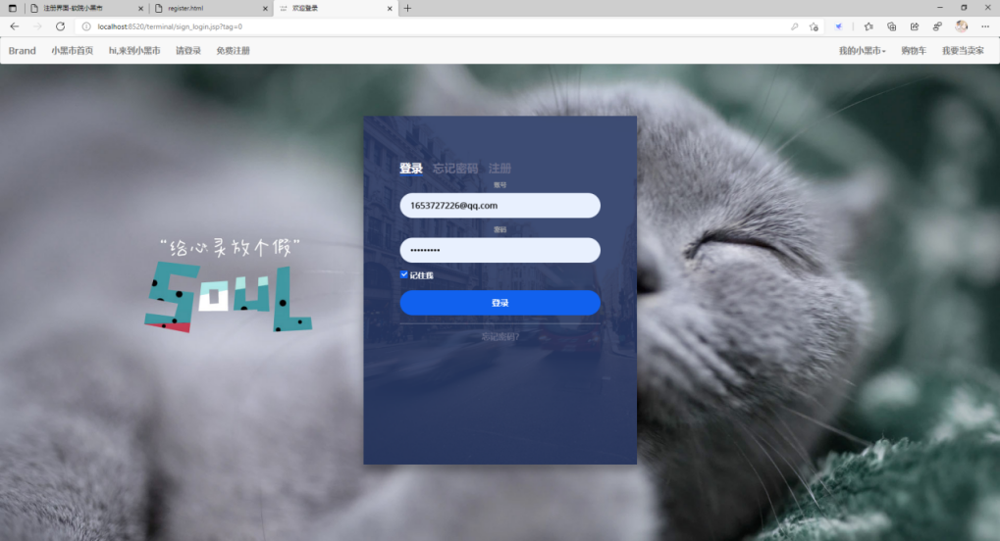 注册界面-软院小黑市
register.html
欢迎登录
localhost:8520/terminal/sign_login.jsp?tag=0
Brand 小黑市首页 hi,来到小黑市 请登录 免费注册 我的小黑市 购物车 我要当卖家
登录 忘记密码 注册
账号
1653727226@qq.com
密码
•••••••••
记住我
登录
忘记密码?
“给心灵放个假”
SOUL